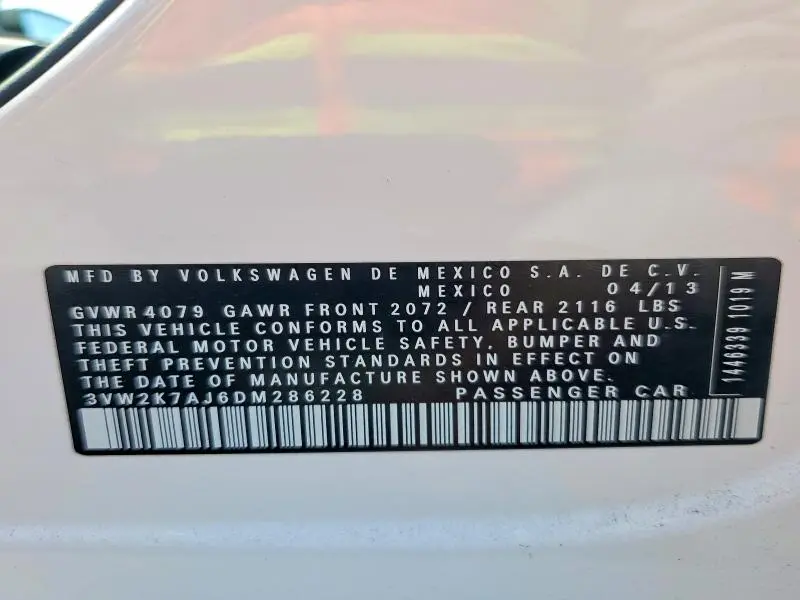 MFD BY VOLKSWAGEN DE MEXICO S.A. DE C.V.
MEXICO 04/13
GVWR 4079 GAWR FRONT 2072 / REAR 2116 LBS
THIS VEHICLE CONFORMS TO ALL APPLICABLE U.S.
FEDERAL MOTOR VEHICLE SAFETY, BUMPER AND
THEFT PREVENTION STANDARDS IN EFFECT ON
THE DATE OF MANUFACTURE SHOWN ABOVE.
3VW2K7AJ6DM286228 PASSENGER CAR
1446339 1019 M